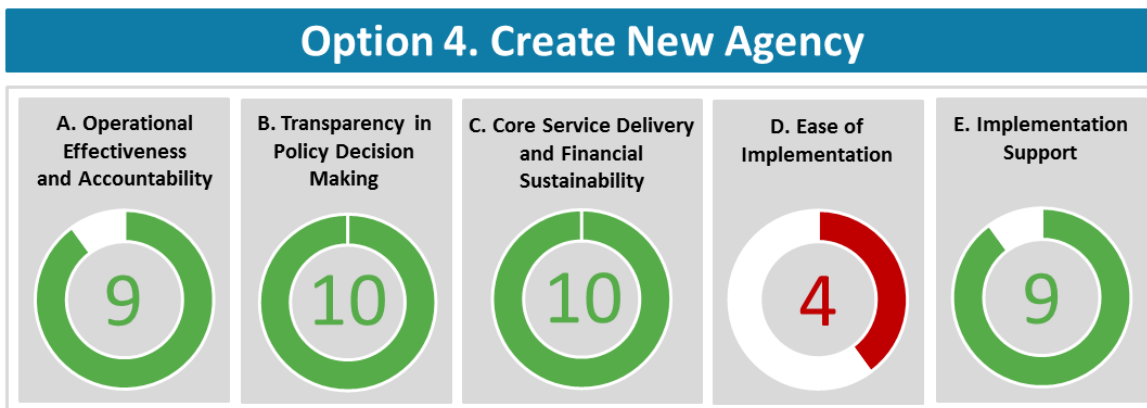 Option 4. Create New Agency
A. Operational
Effectiveness
and Accountability
B. Transparency in
Policy Decision
Making
C. Core Service Delivery
and Financial
Sustainability
D. Ease of
Implementation
E. Implementation
Support
9
10
10
4
9